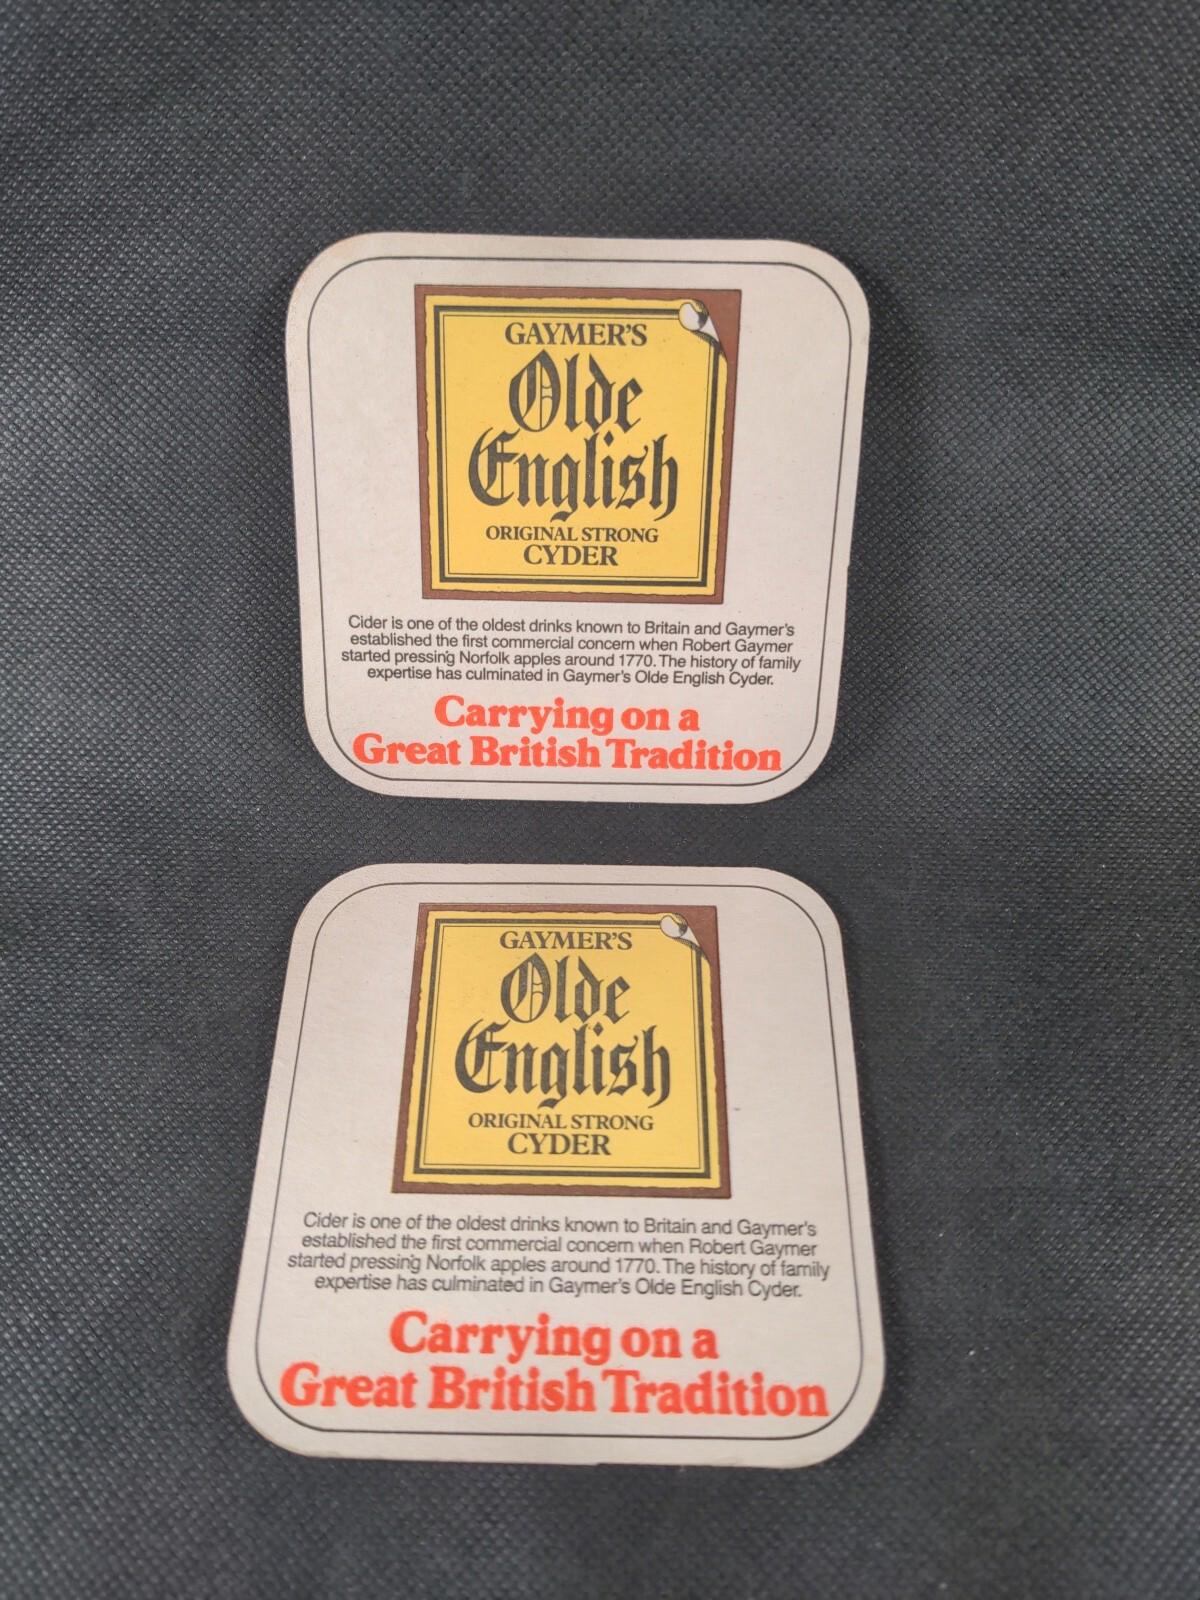 GAYMER'S
Olde
English
ORIGINAL STRONG
CYDER
Cider is one of the oldest drinks known to Britain and Gaymer's
established the first commercial concern when Robert Gaymer
started pressing Norfolk apples around 1770. The history of family
expertise has culminated in Gaymer's Olde English Cyder.
Carrying on a
Great British Tradition
GAYMER'S
Olde
English
ORIGINAL STRONG
CYDER
Cider is one of the oldest drinks known to Britain and Gaymer's
established the first commercial concern when Robert Gaymer
started pressing Norfolk apples around 1770. The history of family
expertise has culminated in Gaymer's Olde English Cyder.
Carrying on a
Great British Tradition